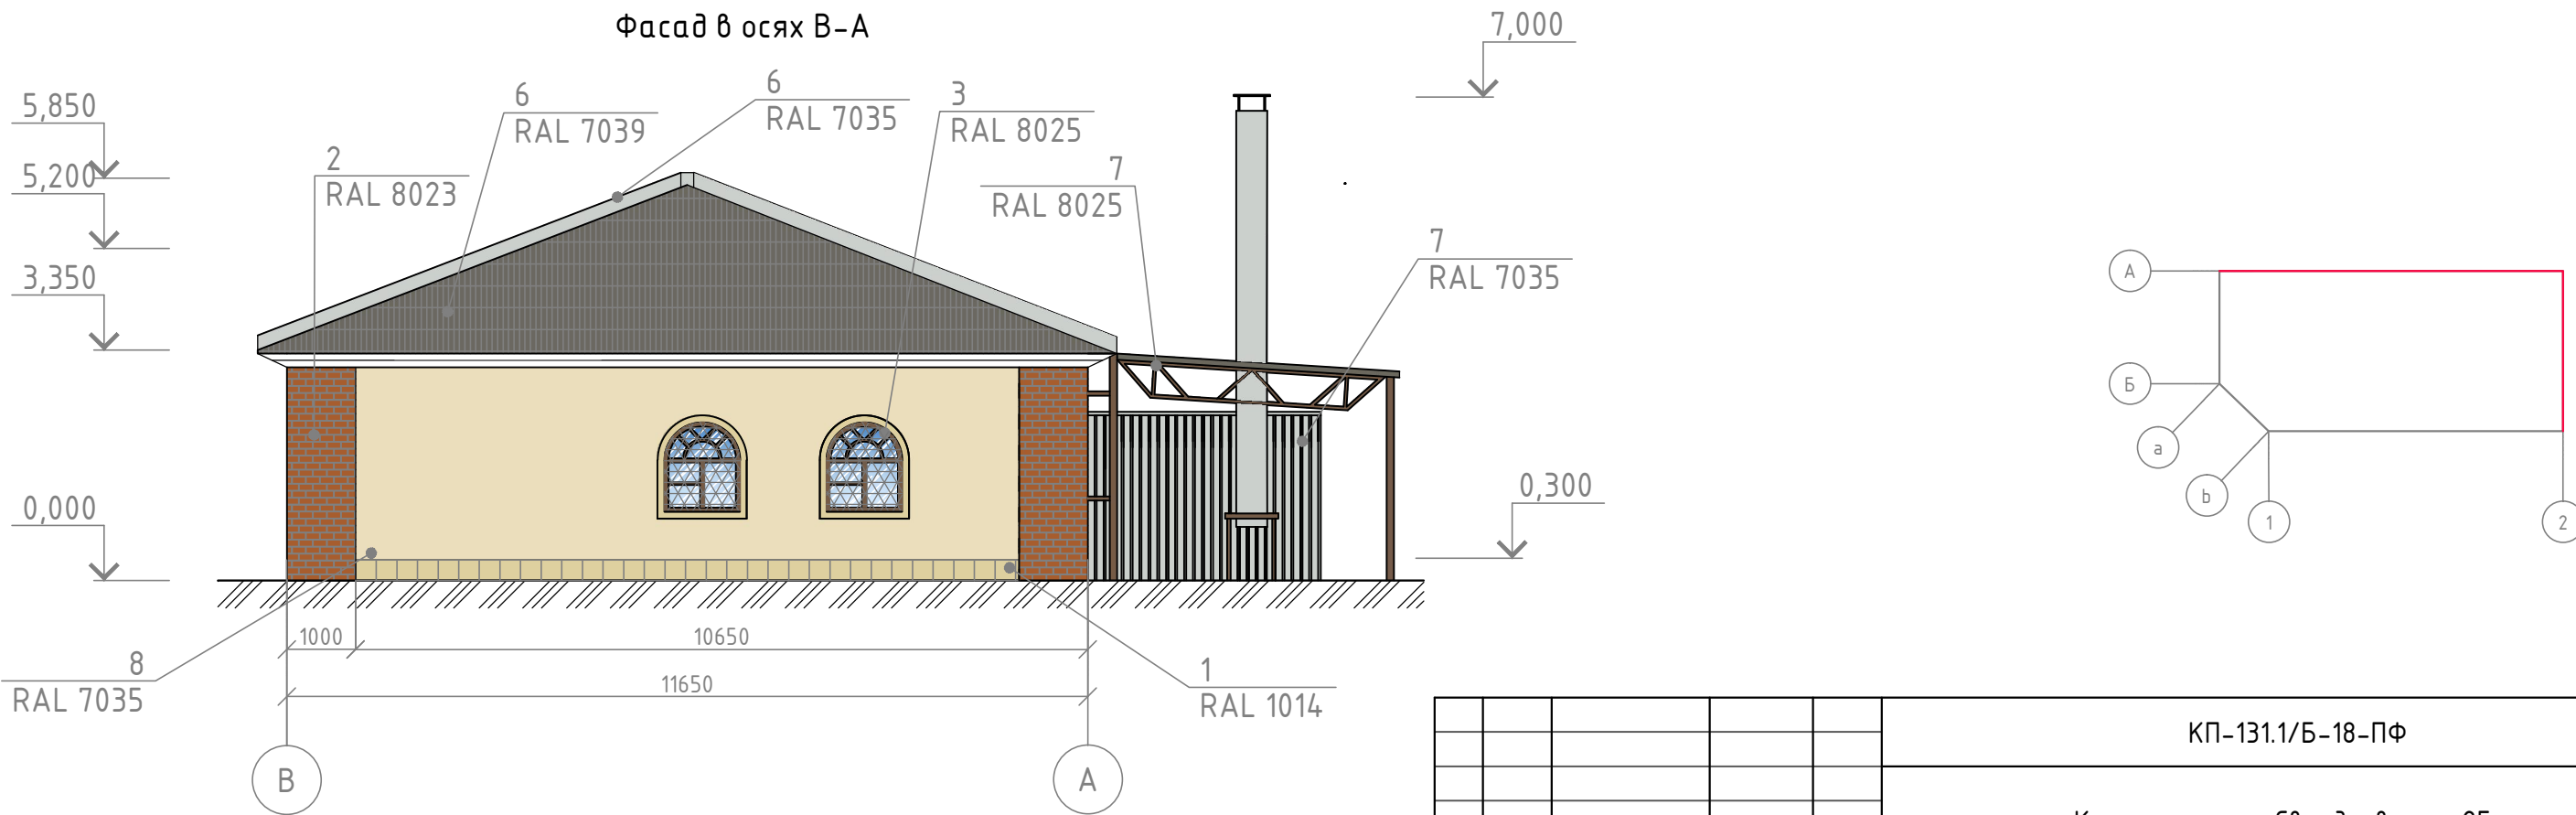 Фасад в осях В-А
7,000
5,850
5,200
3,350
0,000
6
RAL 7039
6
RAL 7035
3
RAL 8025
2
RAL 8023
7
RAL 8025
7
RAL 7035
0,300
1000
10650
11650
8
RAL 7035
1
RAL 1014
В
А
А
Б
а
b
1
2
КП-131.1/Б-18-ПФ